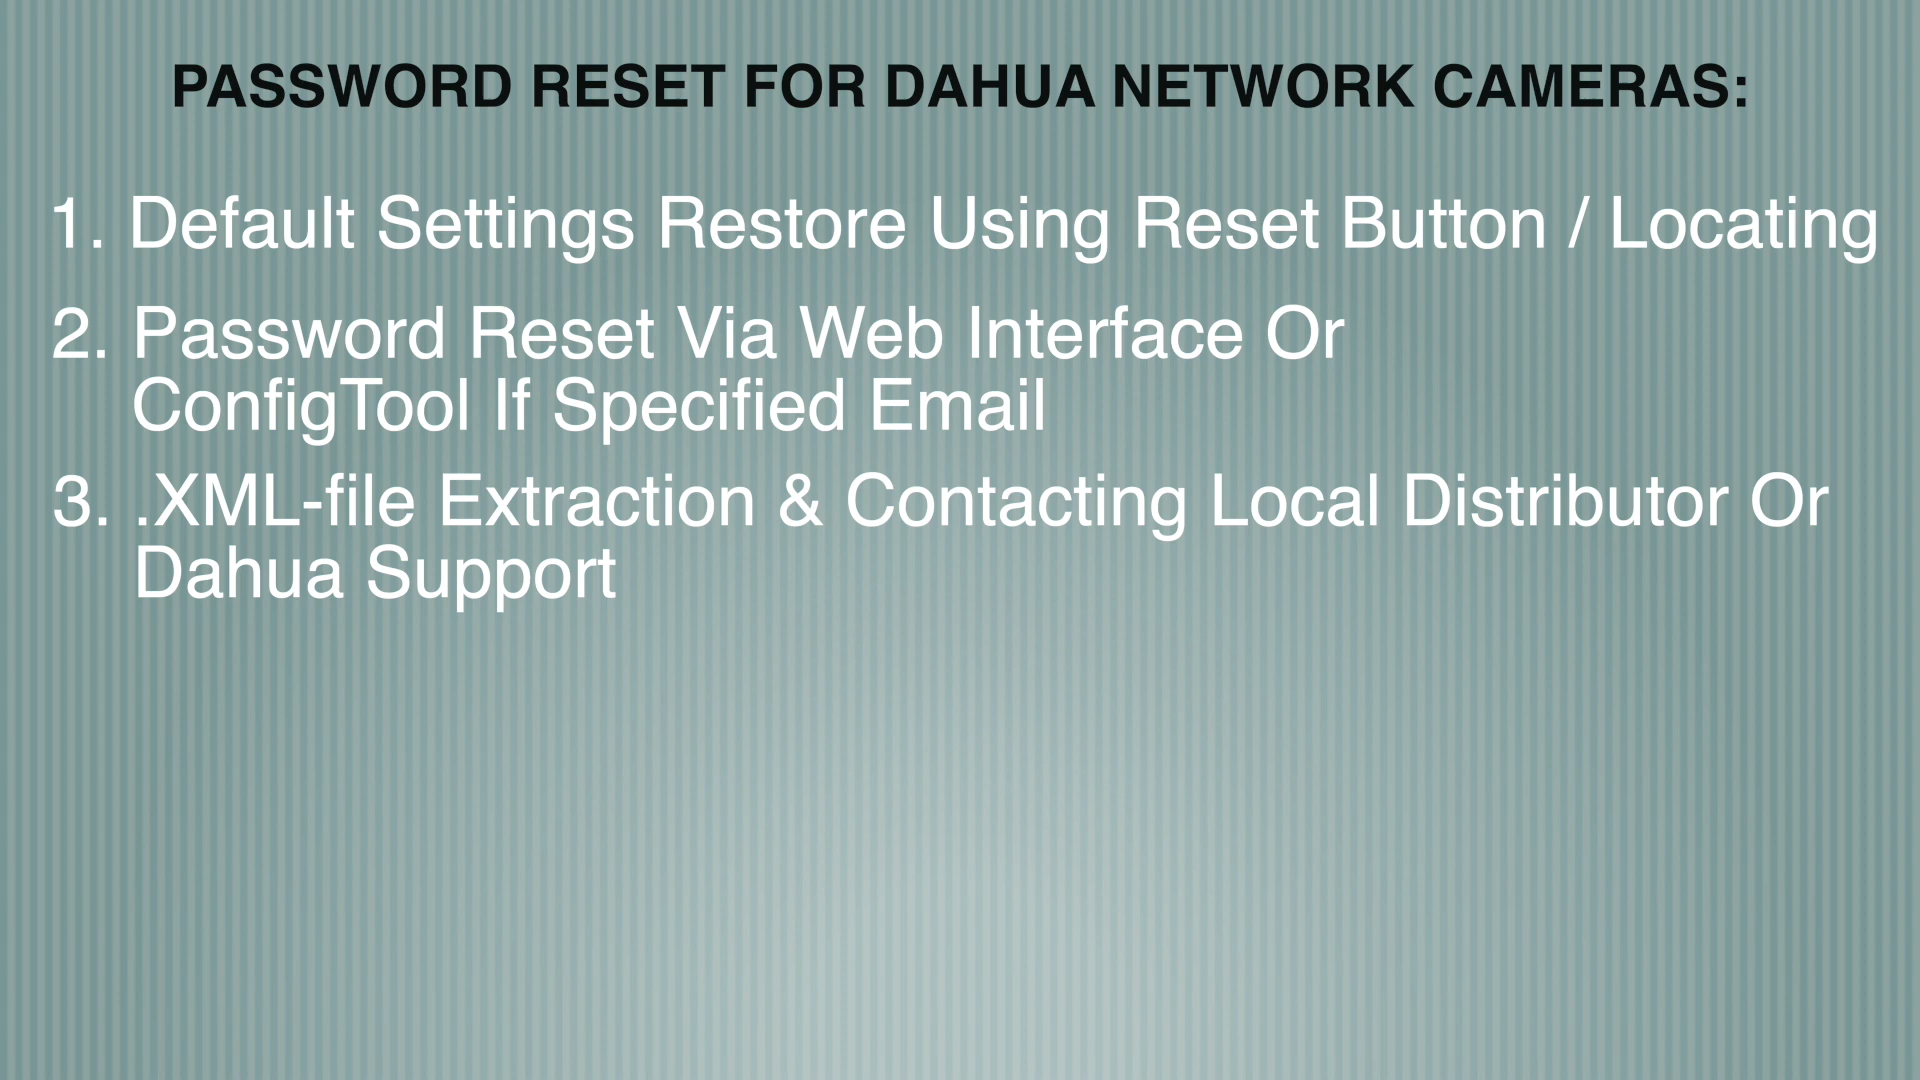 PASSWORD RESET FOR DAHUA NETWORK CAMERAS:
1. Default Settings Restore Using Reset Button / Locating
2. Password Reset Via Web Interface Or
ConfigTool If Specified Email
3. .XML-file Extraction & Contacting Local Distributor Or
Dahua Support